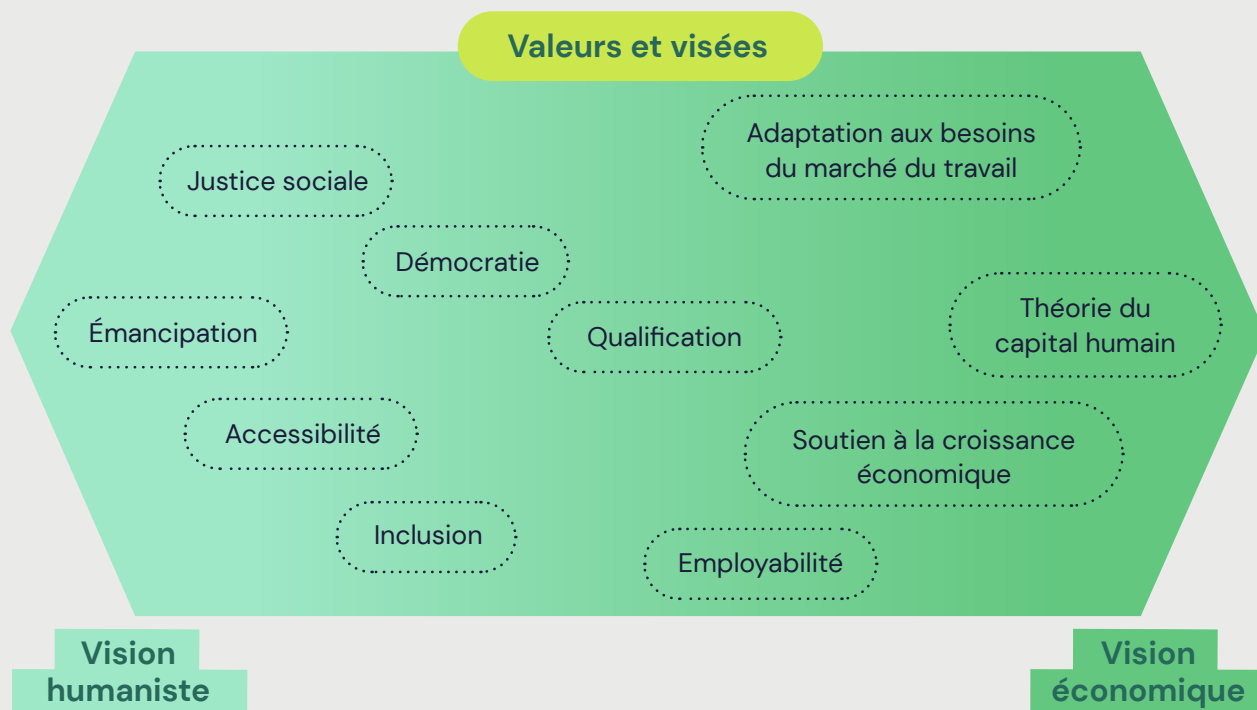 Valeurs et visées
Adaptation aux besoins
du marché du travail
Justice sociale
Démocratie
Émancipation
Qualification
Théorie du
capital humain
Accessibilité
Soutien à la croissance
économique
Inclusion
Employabilité
Vision
humaniste
Vision
économique